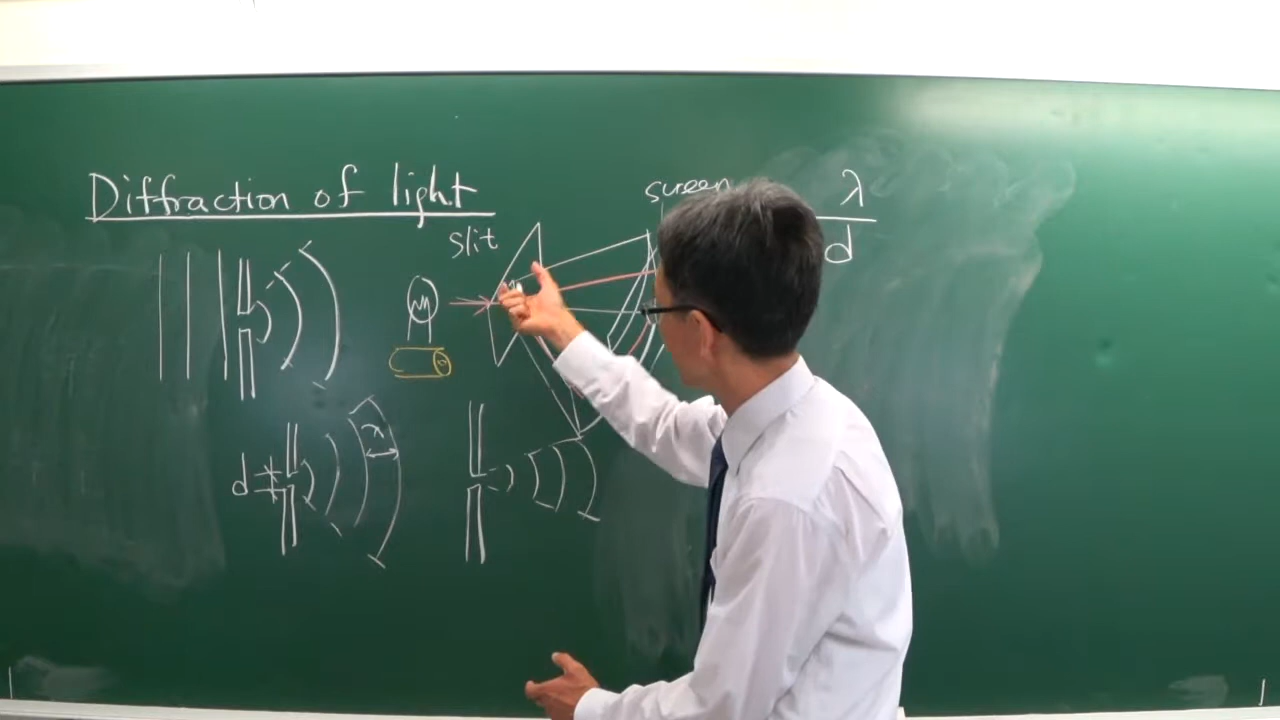 Diffraction of light
slit
screen
λ
d
d
λ